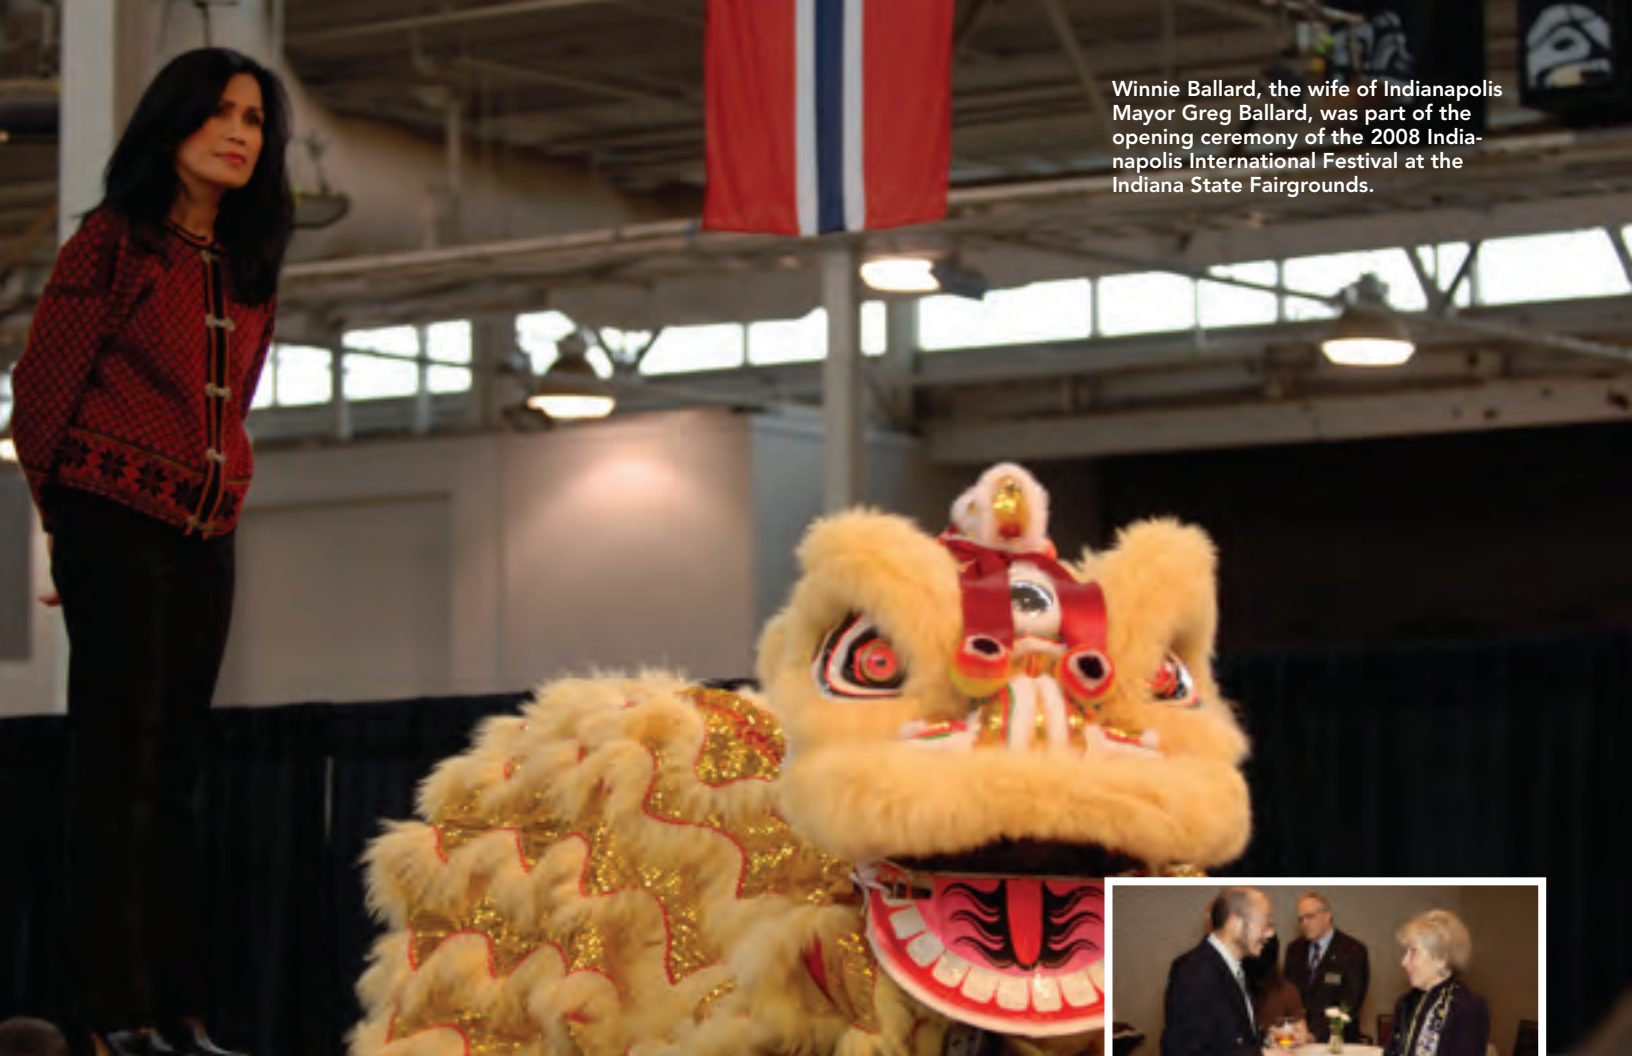 Winnie Ballard, the wife of Indianapolis
Mayor Greg Ballard, was part of the
opening ceremony of the 2008 India-
napolis International Festival at the
Indiana State Fairgrounds.